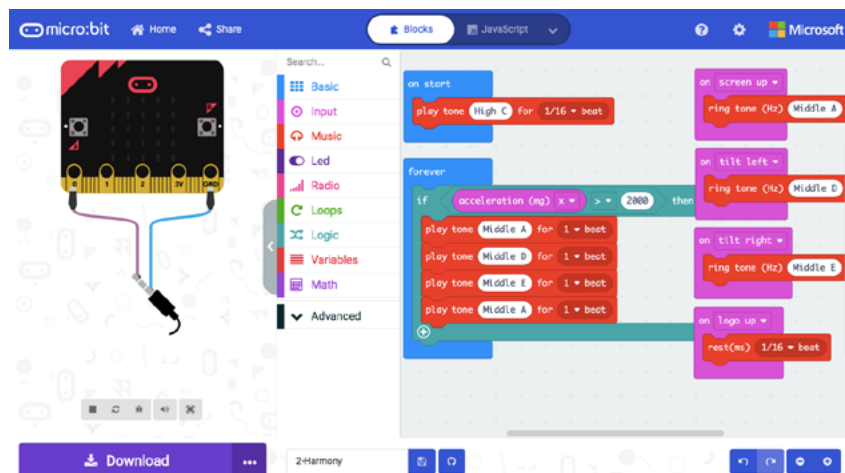 micro:bit Home Share Blocks JavaScript Microsoft
0 1 2 3V GND
Search...
Basic
Input
Music
Led
Radio
Loops
Logic
Variables
Math
Advanced
on start
play tone High C for 1/16 beat
forever
if acceleration (mg) x > 2000 then
play tone Middle A for 1 beat
play tone Middle D for 1 beat
play tone Middle E for 1 beat
play tone Middle A for 1 beat
on screen up
ring tone (Hz) Middle A
on tilt left
ring tone (Hz) Middle D
on tilt right
ring tone (Hz) Middle E
on logo up
rest(ms) 1/16 beat
Download
2-Harmony